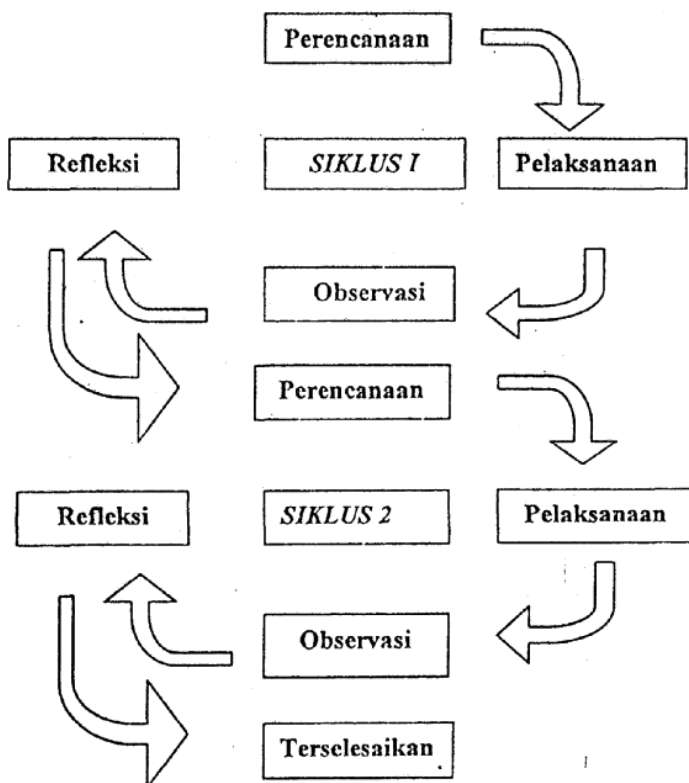 Perencanaan
Refleksi
SIKLUS I
Pelaksanaan
Observasi
Perencanaan
Refleksi
SIKLUS 2
Pelaksanaan
Observasi
Terselesaikan